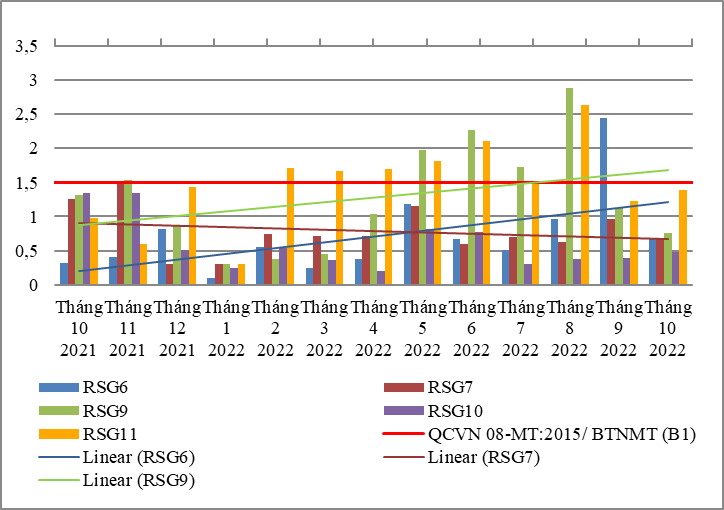 3,5
3
2,5
2
1,5
1
0,5
0
Tháng Tháng Tháng Tháng Tháng Tháng Tháng Tháng Tháng Tháng Tháng Tháng Tháng
10 11 12 1 2 3 4 5 6 7 8 9 10
2021 2021 2021 2022 2022 2022 2022 2022 2022 2022 2022 2022 2022
RSG6 RSG7
RSG9 RSG10
RSG11 QCVN 08-MT:2015/ BTNMT (B1)
Linear (RSG6) Linear (RSG7)
Linear (RSG9)